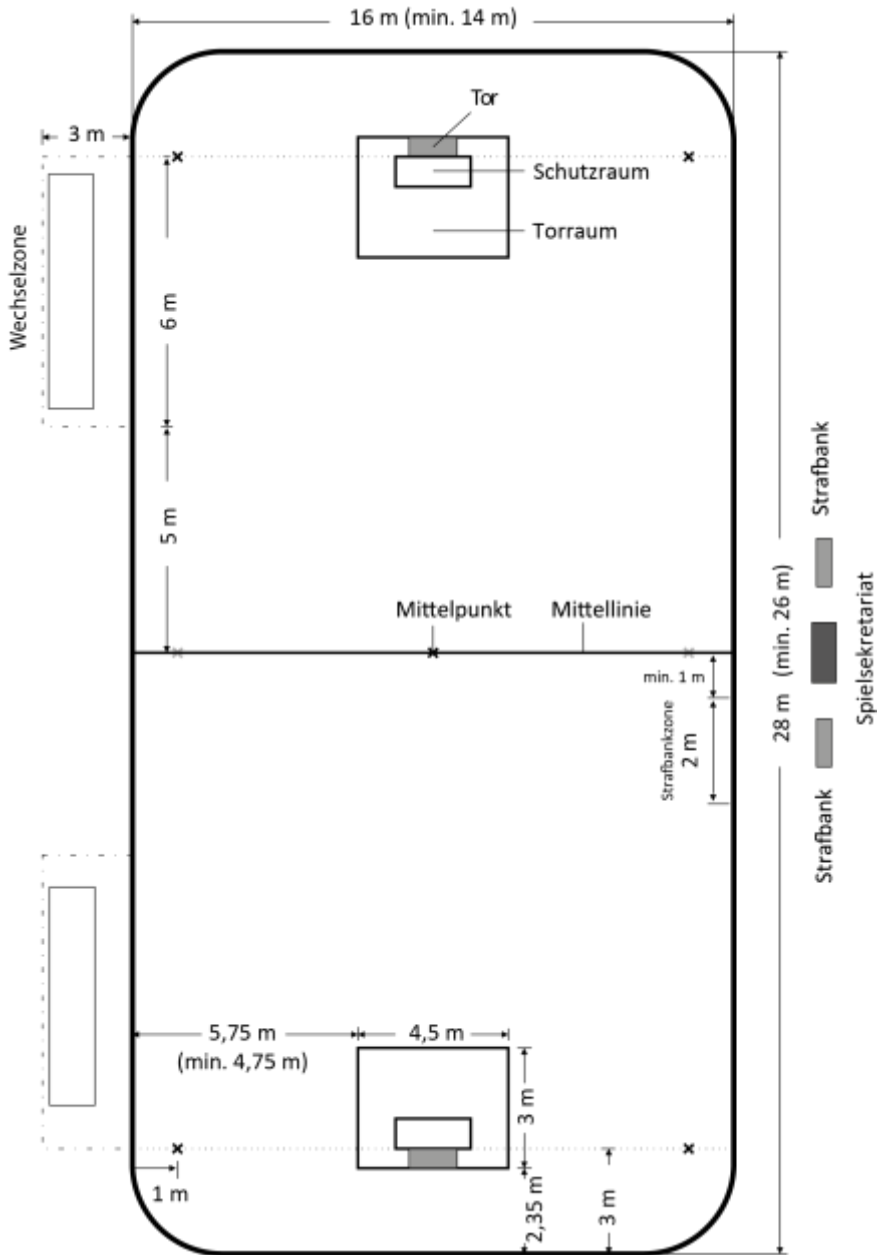 16 m (min. 14 m)
Tor
3 m
Schutzraum
Torraum
Wechselzone
6 m
5 m
Strafbank
Mittelpunkt
Mittellinie
28 m (min. 26 m)
Spielsekretariat
min. 1 m
Strafbankzone
2 m
Strafbank
5,75 m
(min. 4,75 m)
4,5 m
3 m
1 m
2,35 m
3 m